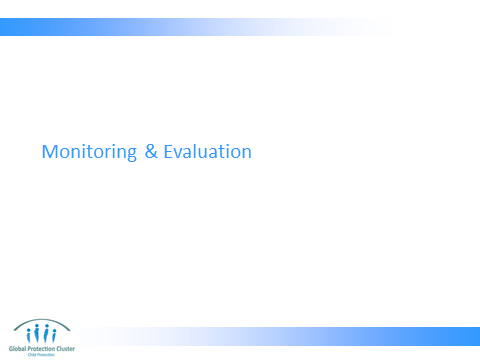 Monitoring & Evaluation
Global Protection Cluster
Child Protection